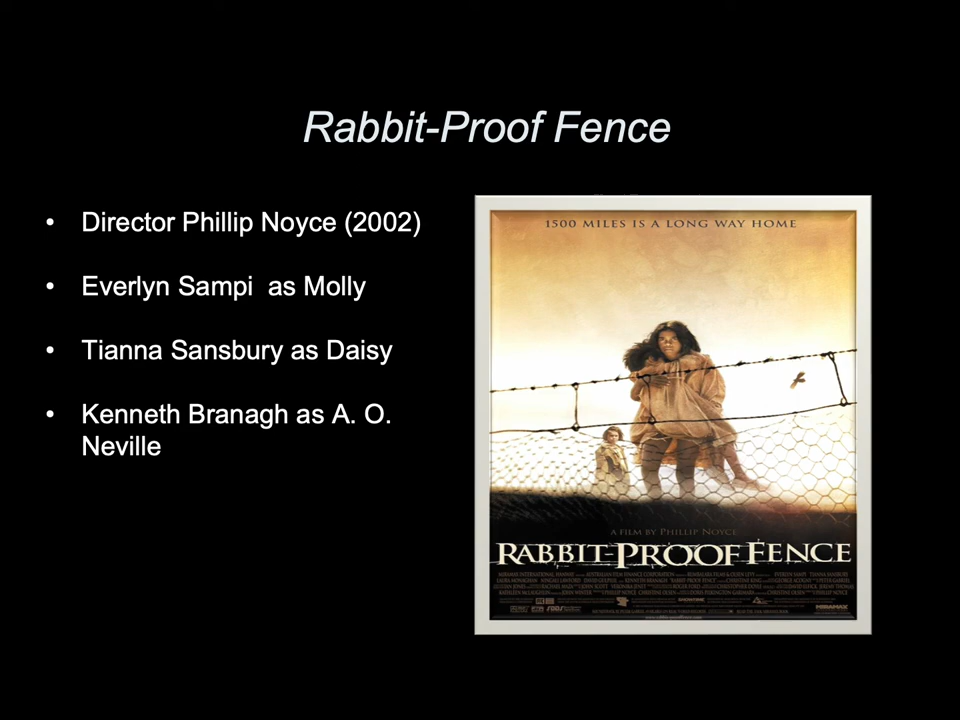 Rabbit-Proof Fence
• Director Phillip Noyce (2002)
• Everlyn Sampi as Molly
• Tianna Sansbury as Daisy
• Kenneth Branagh as A. O.
Neville
1500 MILES IS A LONG WAY HOME
A FILM BY PHILLIP NOYCE
RABBIT-PROOF FENCE
MIRAMAX